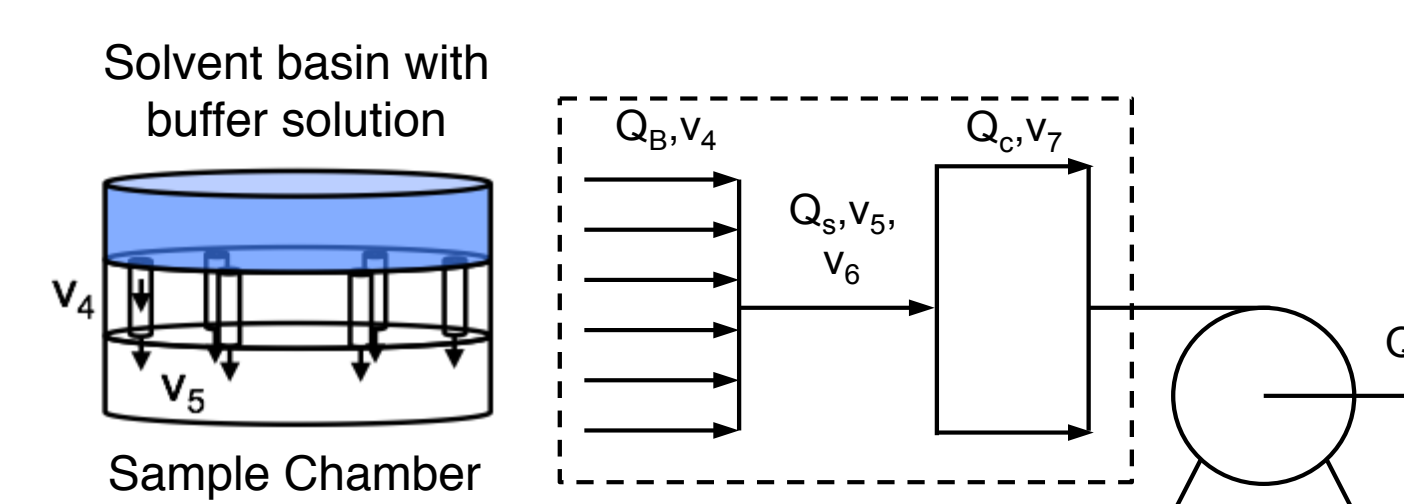 Solvent basin with
buffer solution
v4
v5
Sample Chamber
QB,v4
Qs,v5,
v6
Qc,v7
Q